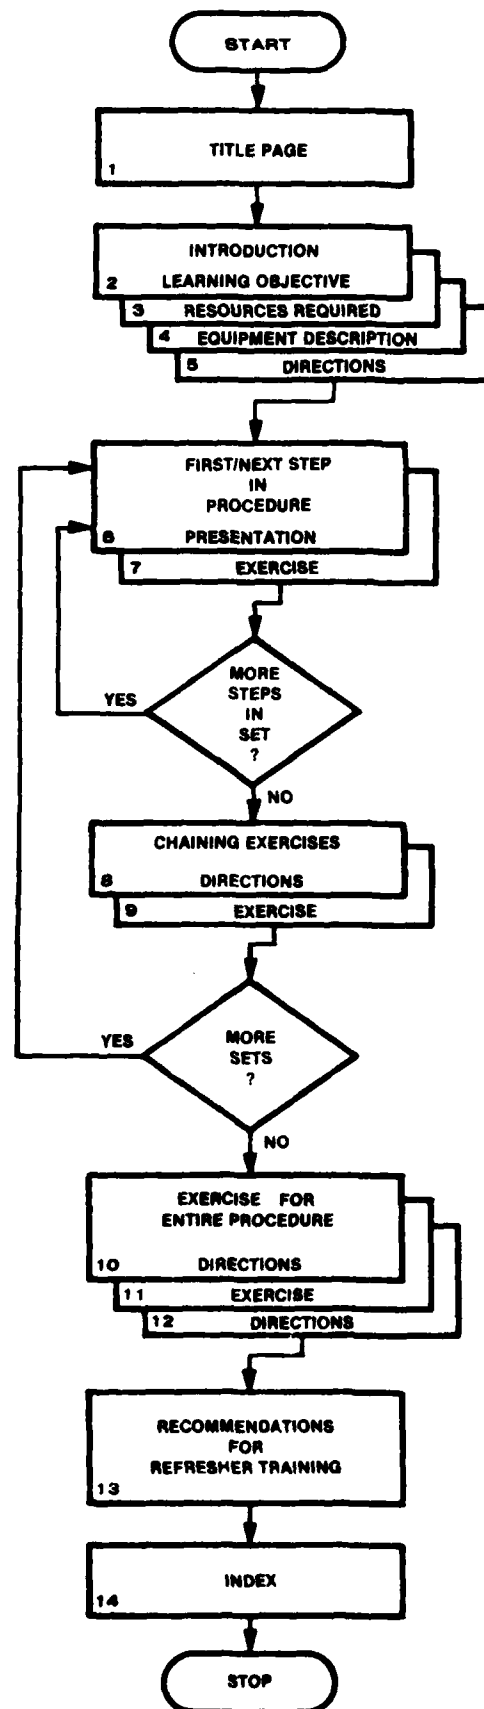 START
TITLE PAGE
1
INTRODUCTION
2 LEARNING OBJECTIVE
3 RESOURCES REQUIRED
4 EQUIPMENT DESCRIPTION
5 DIRECTIONS
FIRST/NEXT STEP
IN
PROCEDURE
6 PRESENTATION
7 EXERCISE
MORE
STEPS
IN
SET
?
YES
NO
CHAINING EXERCISES
8 DIRECTIONS
9 EXERCISE
MORE
SETS
?
YES
NO
EXERCISE FOR
ENTIRE PROCEDURE
10 DIRECTIONS
11 EXERCISE
12 DIRECTIONS
RECOMMENDATIONS
FOR
REFRESHER TRAINING
13
INDEX
14
STOP